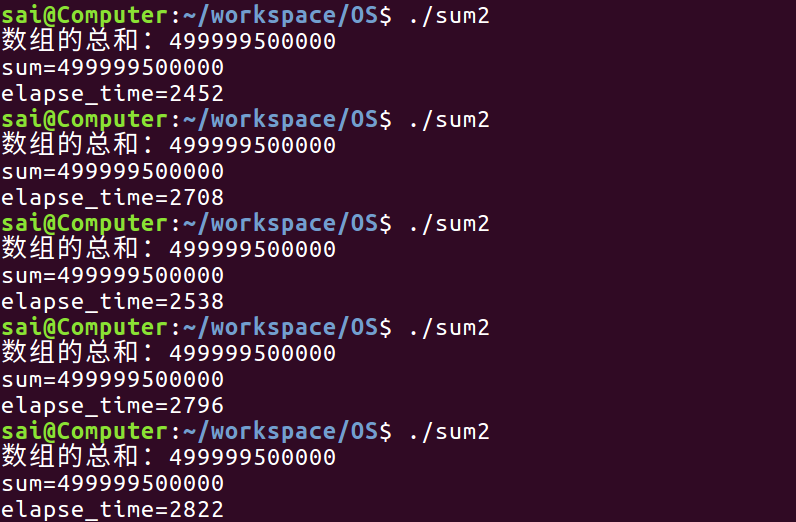 sai@Computer:~/workspace/OS$ ./sum2
数组的总和：499999500000
sum=499999500000
elapse_time=2452
sai@Computer:~/workspace/OS$ ./sum2
数组的总和：499999500000
sum=499999500000
elapse_time=2708
sai@Computer:~/workspace/OS$ ./sum2
数组的总和：499999500000
sum=499999500000
elapse_time=2538
sai@Computer:~/workspace/OS$ ./sum2
数组的总和：499999500000
sum=499999500000
elapse_time=2796
sai@Computer:~/workspace/OS$ ./sum2
数组的总和：499999500000
sum=499999500000
elapse_time=2822